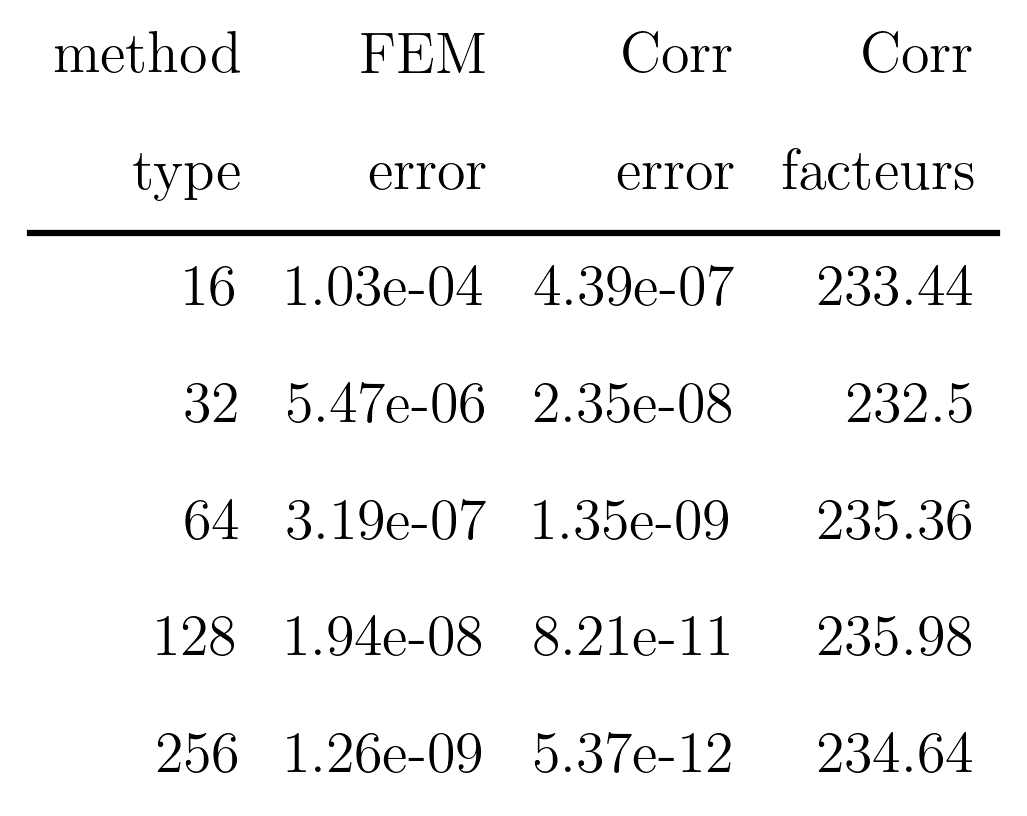 method FEM Corr Corr
type error error facteurs
16 1.03e-04 4.39e-07 233.44
32 5.47e-06 2.35e-08 232.5
64 3.19e-07 1.35e-09 235.36
128 1.94e-08 8.21e-11 235.98
256 1.26e-09 5.37e-12 234.64